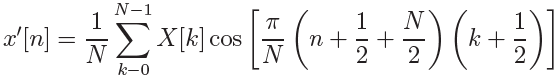 x'[n] = \frac{1}{N} \sum_{k-0}^{N-1} X[k] \cos \left[ \frac{\pi}{N} \left( n + \frac{1}{2} + \frac{N}{2} \right) \left( k + \frac{1}{2} \right) \right]